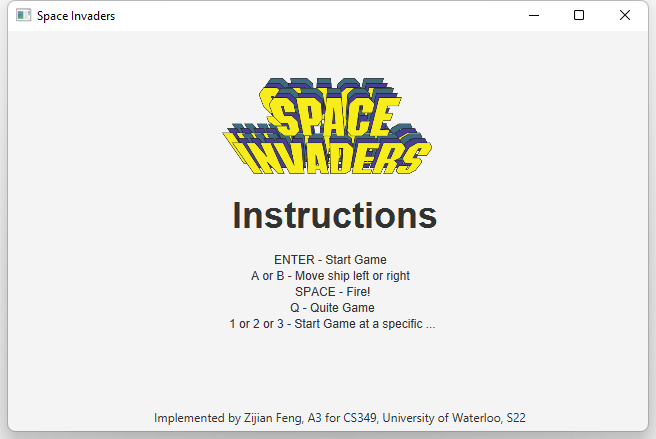 Space Invaders
SPACE
INVADERS
Instructions
ENTER - Start Game
A or B - Move ship left or right
SPACE - Fire!
Q - Quite Game
1 or 2 or 3 - Start Game at a specific ...
Implemented by Zijian Feng, A3 for CS349, University of Waterloo, S22